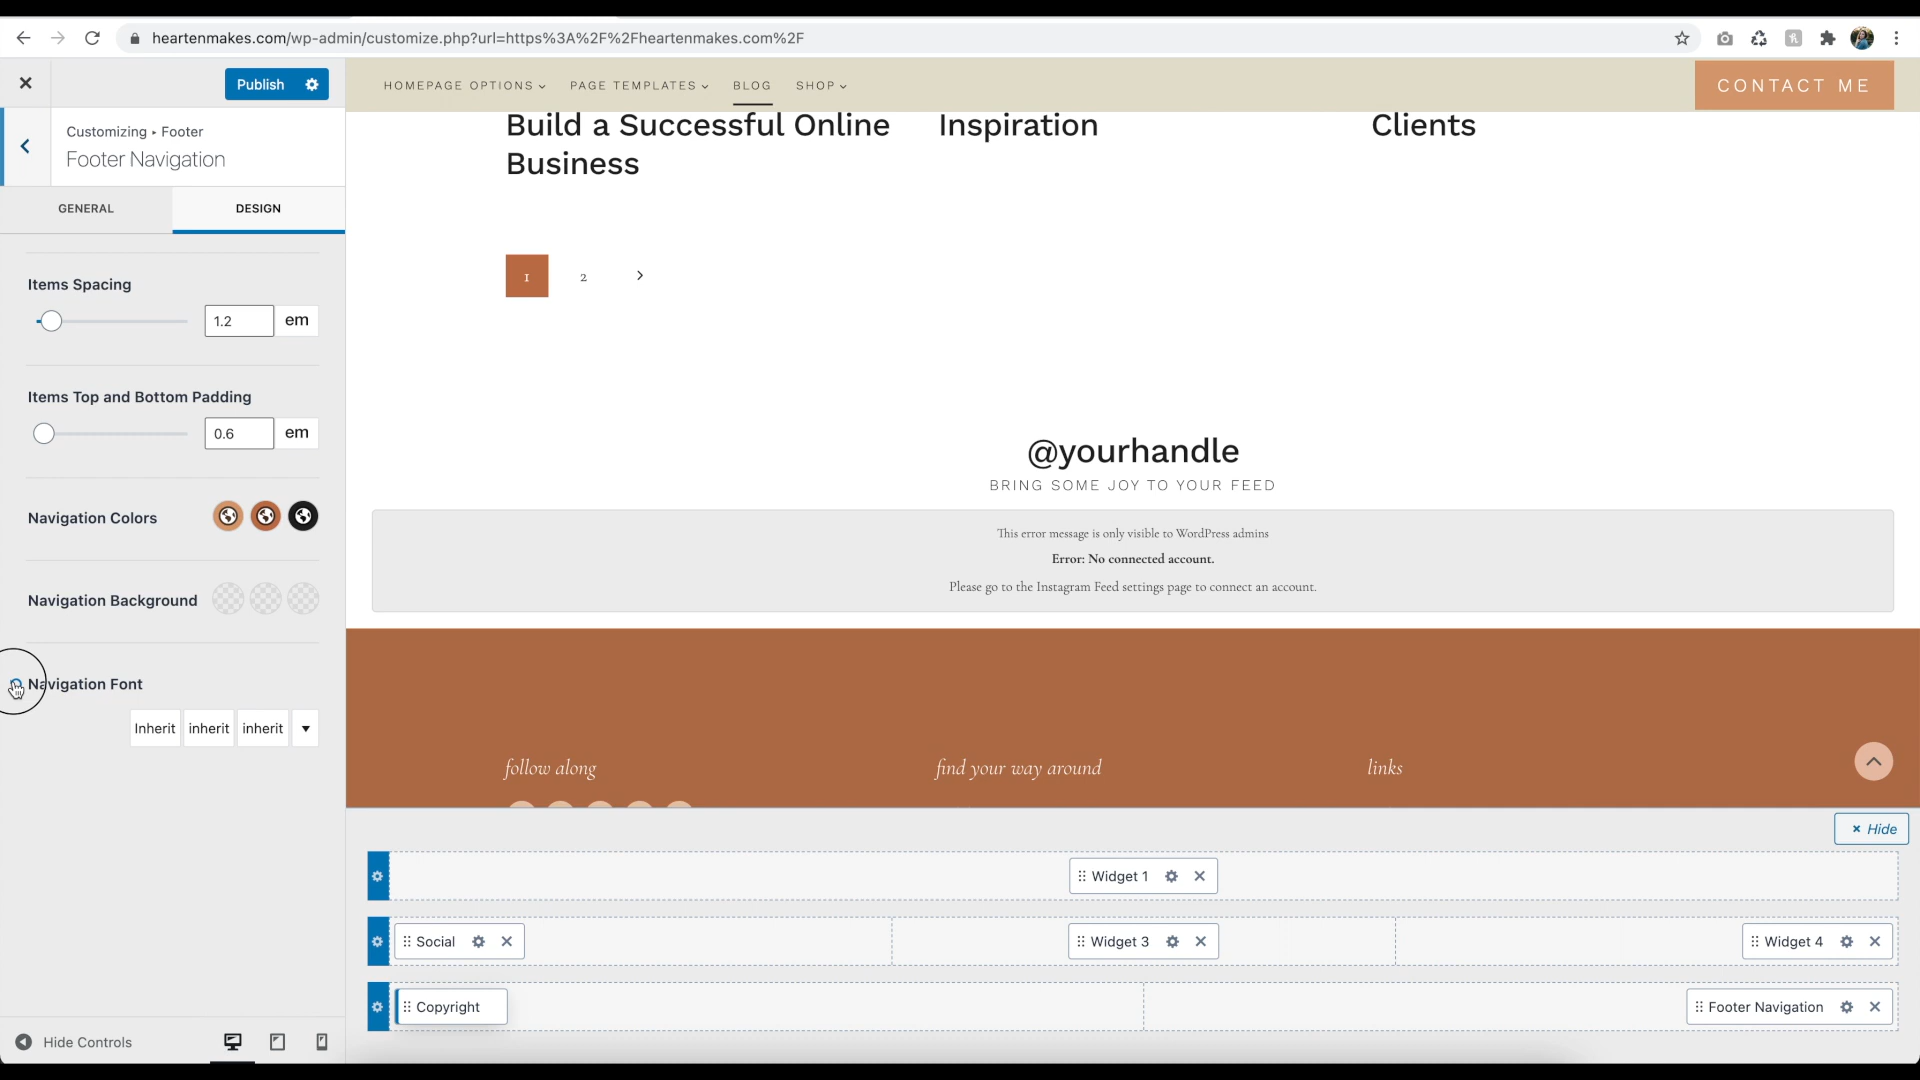 heartenmakes.com/wp-admin/customize.php?url=https%3A%2F%2Fheartenmakes.com%2F
Publish
Customizing ▸ Footer
Footer Navigation
GENERAL
DESIGN
Items Spacing
1.2 em
Items Top and Bottom Padding
0.6 em
Navigation Colors
Navigation Background
Navigation Font
Inherit inherit inherit
Hide Controls
HOMEPAGE OPTIONS PAGE TEMPLATES BLOG SHOP
CONTACT ME
Build a Successful Online
Business
Inspiration
Clients
1 2
@yourhandle
BRING SOME JOY TO YOUR FEED
This error message is only visible to WordPress admins
Error: No connected account.
Please go to the Instagram Feed settings page to connect an account.
follow along
find your way around
links
Hide
Widget 1
Social
Widget 3
Widget 4
Copyright
Footer Navigation